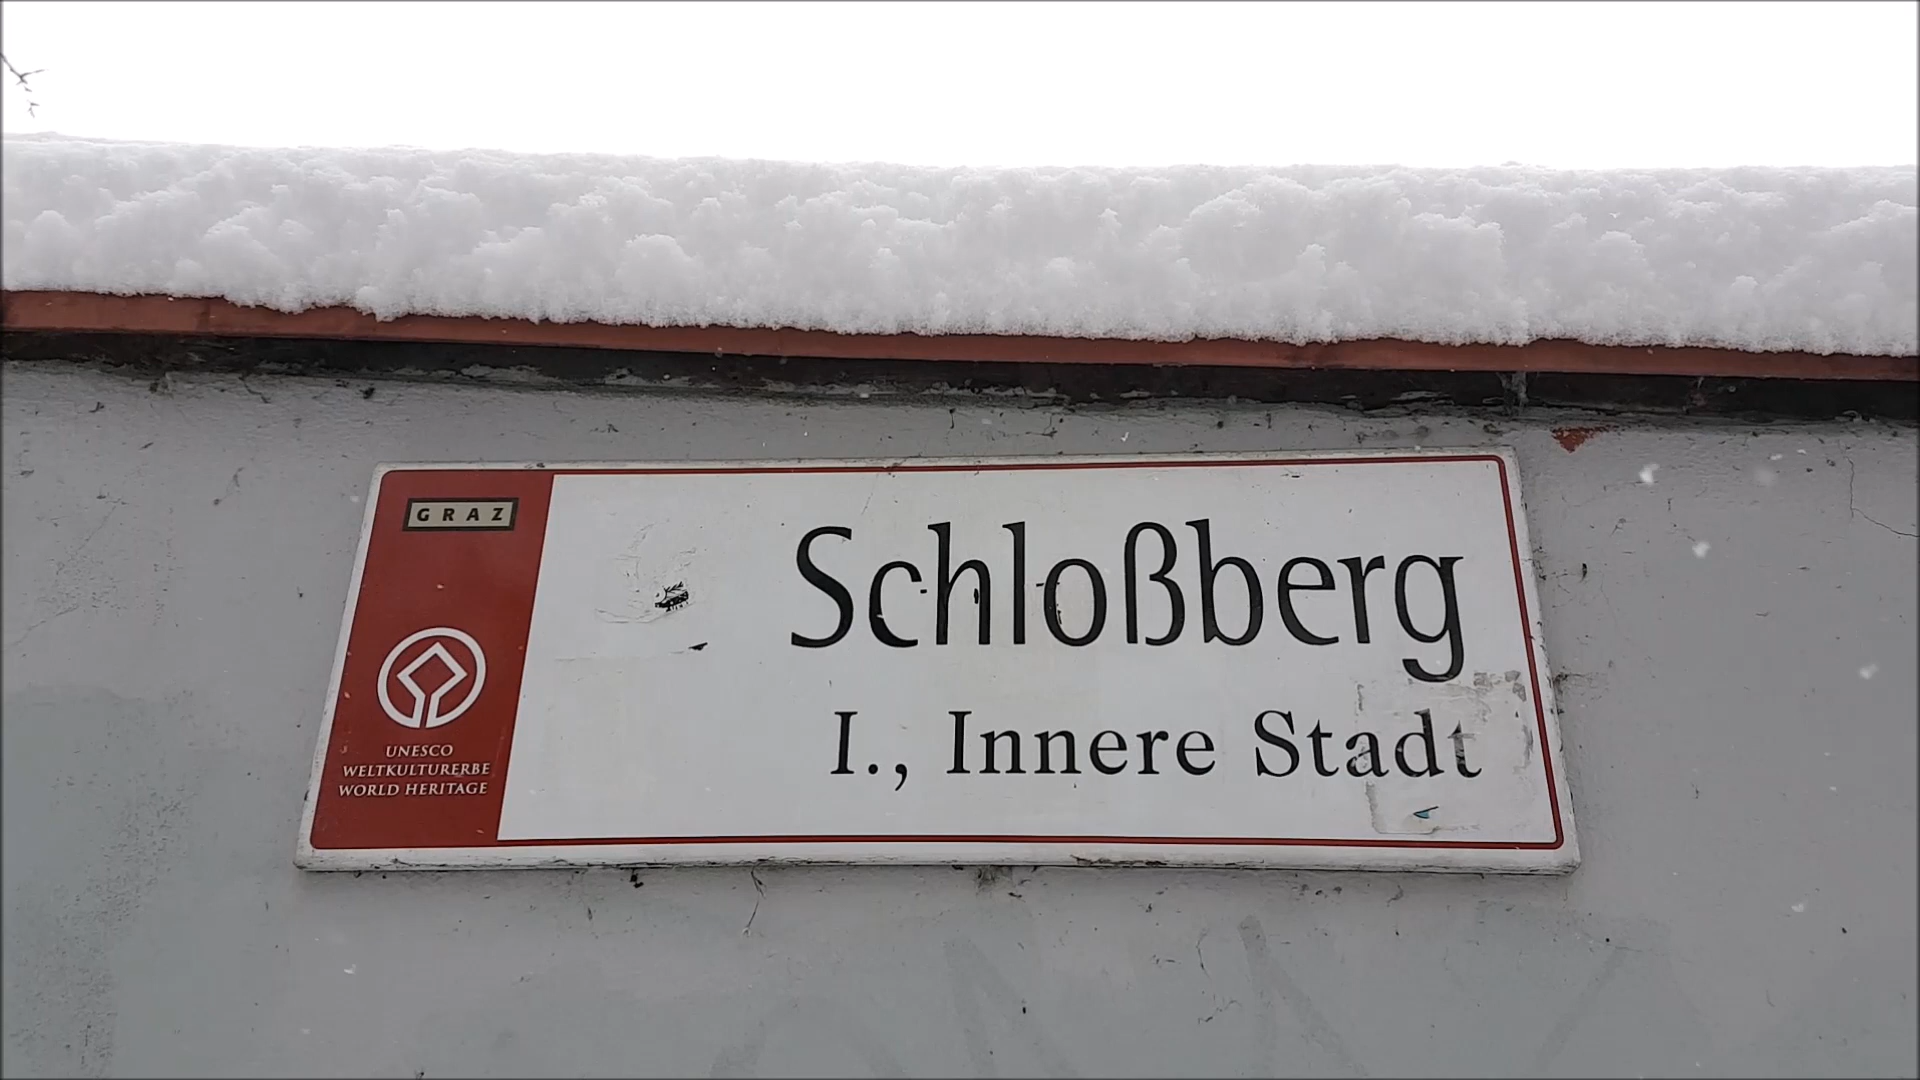 GRAZ
Schloßberg
I., Innere Stadt
UNESCO
WELTKULTURERBE
WORLD HERITAGE